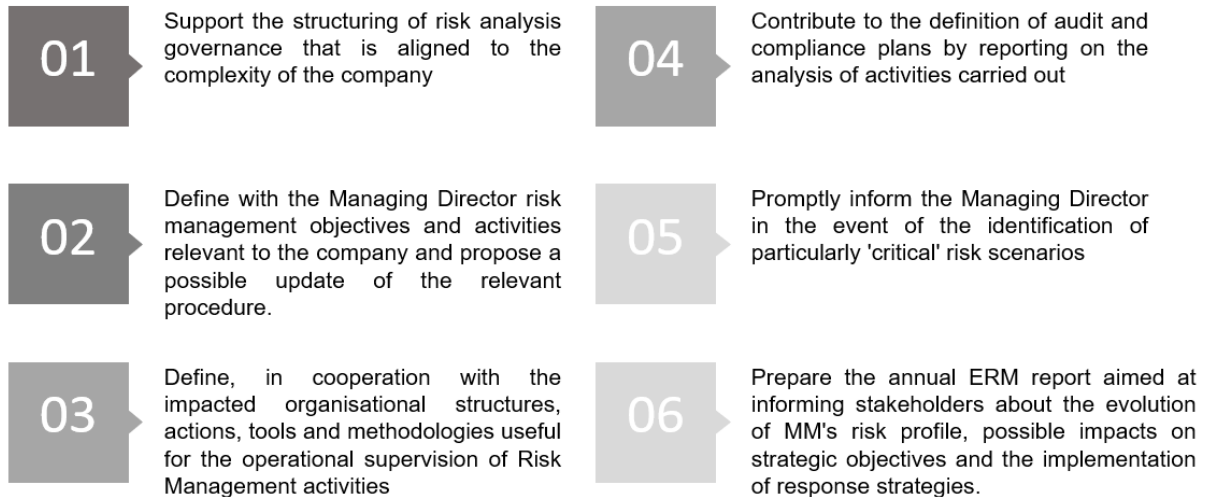 01
Support the structuring of risk analysis
governance that is aligned to the
complexity of the company
02
Define with the Managing Director risk
management objectives and activities
relevant to the company and propose a
possible update of the relevant
procedure.
03
Define, in cooperation with the
impacted organisational structures,
actions, tools and methodologies useful
for the operational supervision of Risk
Management activities
04
Contribute to the definition of audit and
compliance plans by reporting on the
analysis of activities carried out
05
Promptly inform the Managing Director
in the event of the identification of
particularly 'critical' risk scenarios
06
Prepare the annual ERM report aimed at
informing stakeholders about the evolution
of MM's risk profile, possible impacts on
strategic objectives and the implementation
of response strategies.